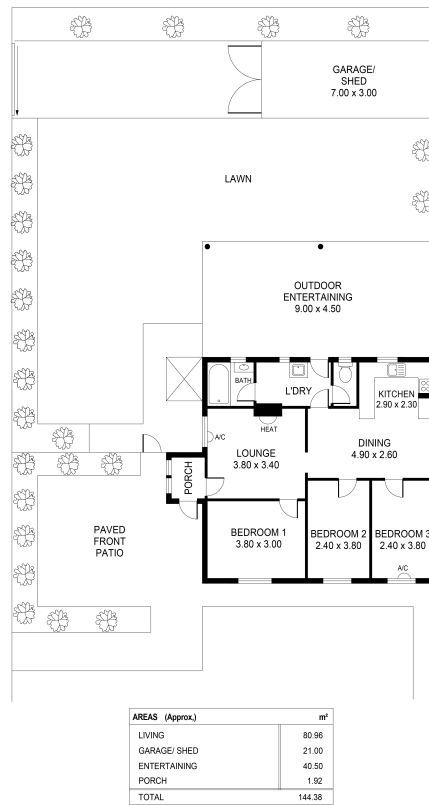 GARAGE/
SHED
7.00 x 3.00
LAWN
OUTDOOR
ENTERTAINING
9.00 x 4.50
BATH
L'DRY
KITCHEN
2.90 x 2.30
A/C
HEAT
LOUNGE
3.80 x 3.40
DINING
4.90 x 2.60
PORCH
PAVED
FRONT
PATIO
BEDROOM 1
3.80 x 3.00
BEDROOM 2
2.40 x 3.80
BEDROOM 3
2.40 x 3.80
A/C
AREAS (Approx,) m²
LIVING 80.96
GARAGE/ SHED 21.00
ENTERTAINING 40.50
PORCH 1.92
TOTAL 144.38